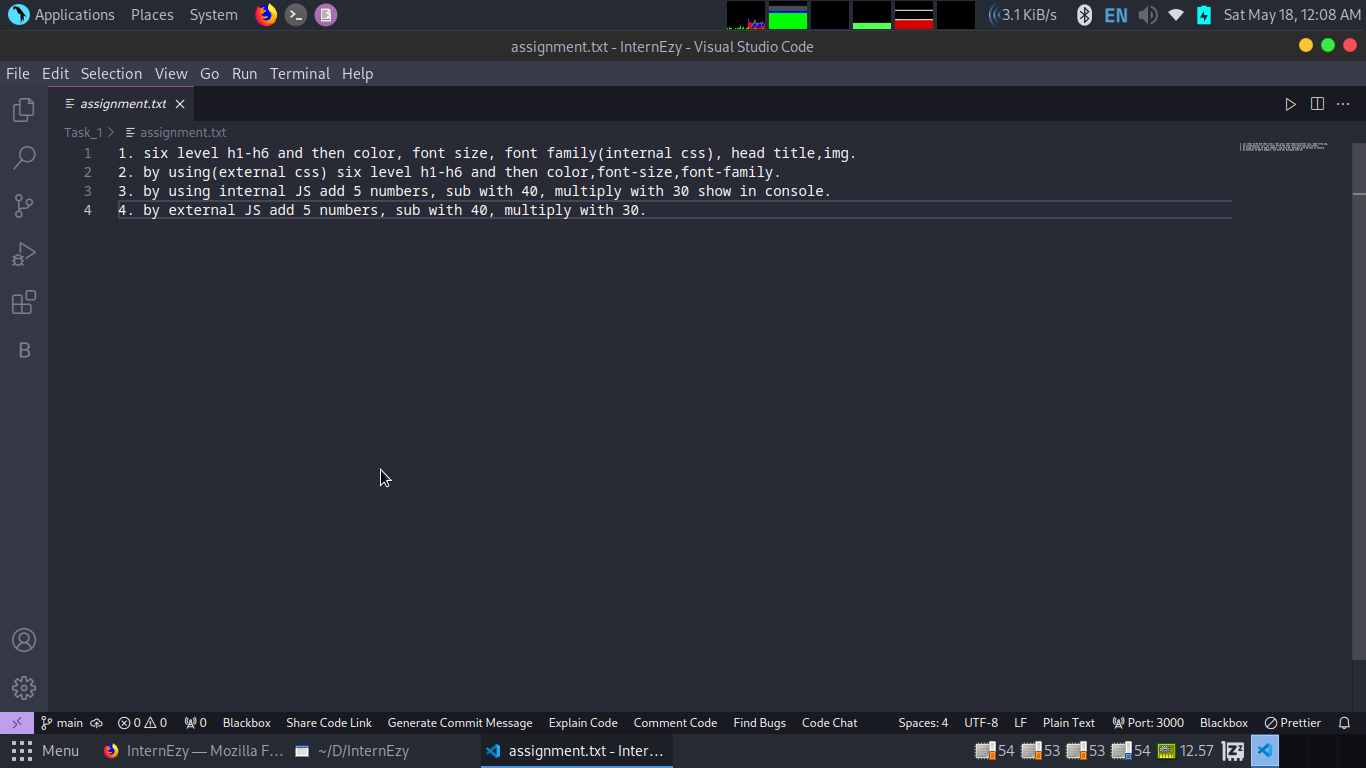 Applications Places System 3.1 KiB/s EN Sat May 18, 12:08 AM
assignment.txt - InternEzy - Visual Studio Code
File Edit Selection View Go Run Terminal Help
assignment.txt
Task_1 > assignment.txt
1 1. six level h1-h6 and then color, font size, font family(internal css), head title,img.
2 2. by using(external css) six level h1-h6 and then color,font-size,font-family.
3 3. by using internal JS add 5 numbers, sub with 40, multiply with 30 show in console.
4 4. by external JS add 5 numbers, sub with 40, multiply with 30.
B
main 0 0 0 Blackbox Share Code Link Generate Commit Message Explain Code Comment Code Find Bugs Code Chat Spaces: 4 UTF-8 LF Plain Text Port: 3000 Blackbox Prettier
Menu InternEzy — Mozilla F... ~/D/InternEzy assignment.txt - Inter... 54 53 53 54 12.57